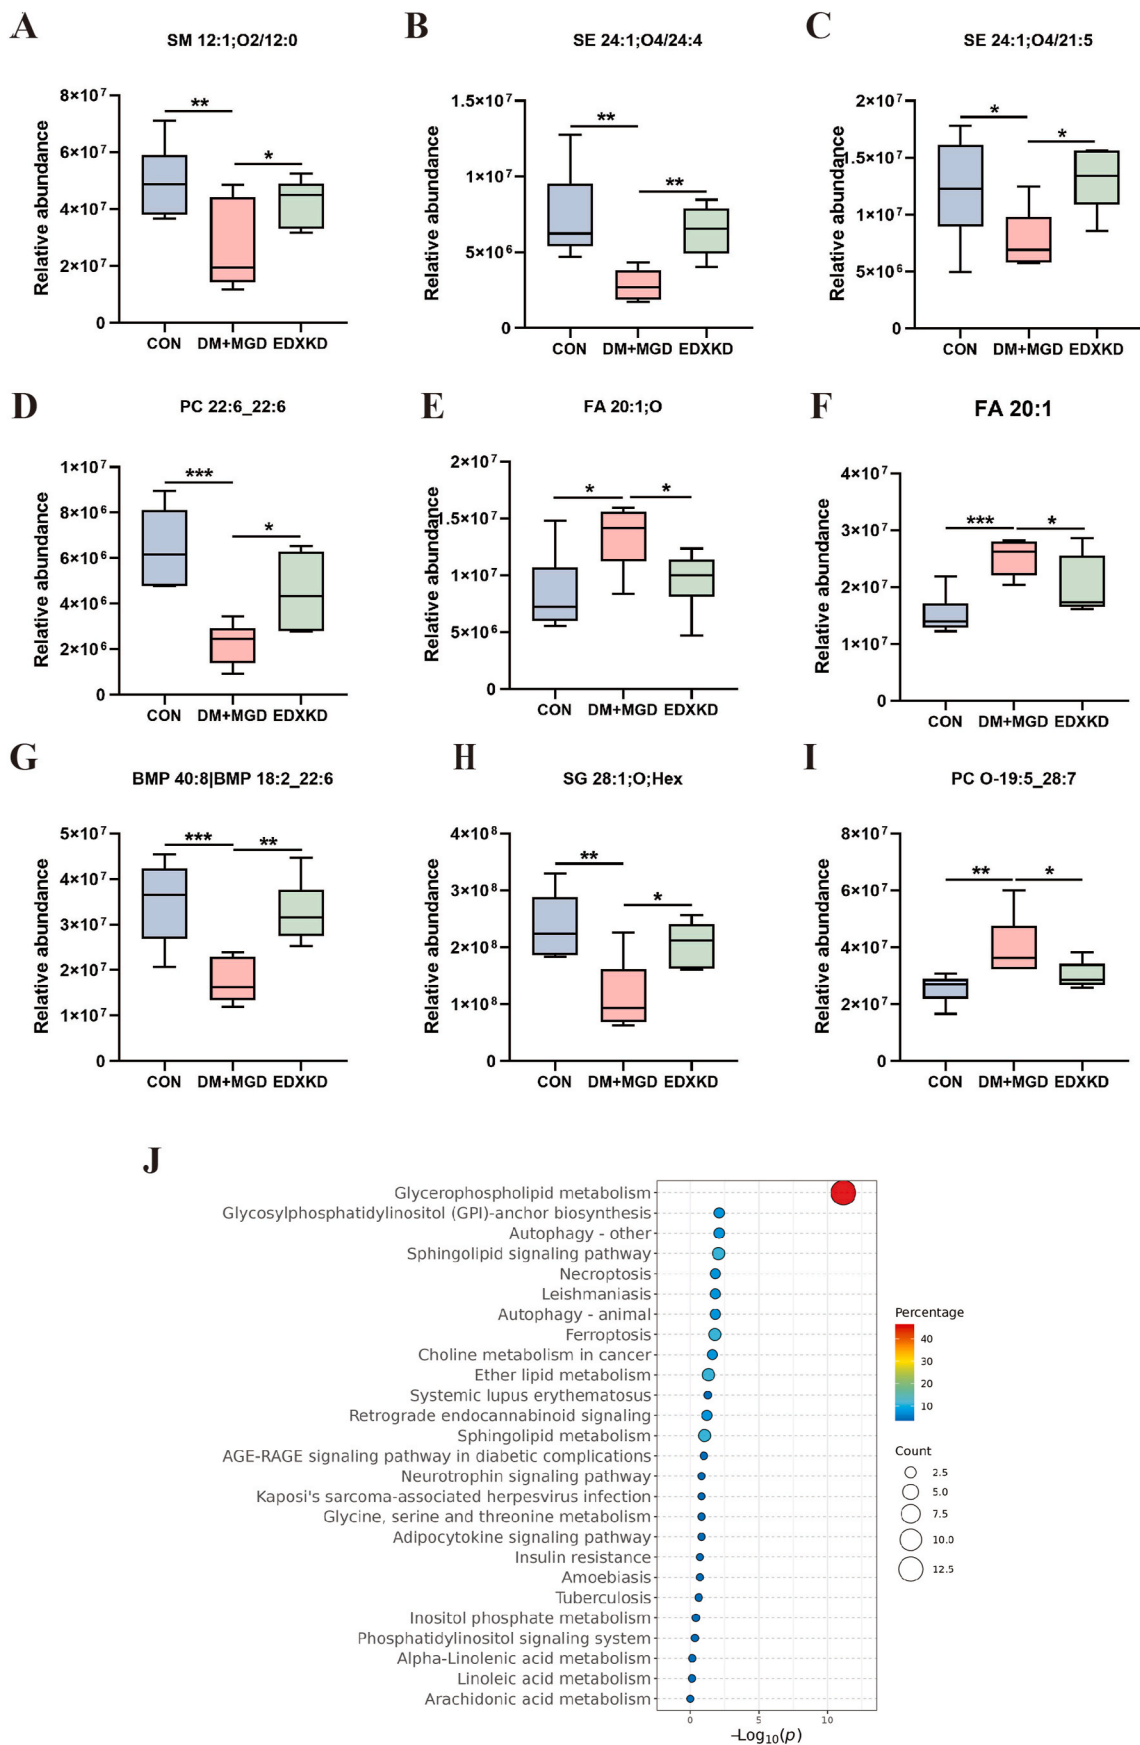 A
SM 12:1;O2/12:0
Relative abundance
8×10⁷
6×10⁷
4×10⁷
2×10⁷
0
**
*
CON DM+MGD EDXKD
B
SE 24:1;O4/24:4
Relative abundance
1.5×10⁷
1×10⁷
5×10⁶
0
**
**
CON DM+MGD EDXKD
C
SE 24:1;O4/21:5
Relative abundance
2×10⁷
1.5×10⁷
1×10⁷
5×10⁶
0
*
*
CON DM+MGD EDXKD
D
PC 22:6_22:6
Relative abundance
1×10⁷
8×10⁶
6×10⁶
4×10⁶
2×10⁶
0
***
*
CON DM+MGD EDXKD
E
FA 20:1;O
Relative abundance
2×10⁷
1.5×10⁷
1×10⁷
5×10⁶
0
*
*
CON DM+MGD EDXKD
F
FA 20:1
Relative abundance
4×10⁷
3×10⁷
2×10⁷
1×10⁷
0
***
*
CON DM+MGD EDXKD
G
BMP 40:8|BMP 18:2_22:6
Relative abundance
5×10⁷
4×10⁷
3×10⁷
2×10⁷
1×10⁷
0
***
**
CON DM+MGD EDXKD
H
SG 28:1;O;Hex
Relative abundance
4×10⁸
3×10⁸
2×10⁸
1×10⁸
0
**
*
CON DM+MGD EDXKD
I
PC O-19:5_28:7
Relative abundance
8×10⁷
6×10⁷
4×10⁷
2×10⁷
0
**
*
CON DM+MGD EDXKD
J
Glycerophospholipid metabolism
Glycosylphosphatidylinositol (GPI)-anchor biosynthesis
Autophagy - other
Sphingolipid signaling pathway
Necroptosis
Leishmaniasis
Autophagy - animal
Ferroptosis
Choline metabolism in cancer
Ether lipid metabolism
Systemic lupus erythematosus
Retrograde endocannabinoid signaling
Sphingolipid metabolism
AGE-RAGE signaling pathway in diabetic complications
Neurotrophin signaling pathway
Kaposi's sarcoma-associated herpesvirus infection
Glycine, serine and threonine metabolism
Adipocytokine signaling pathway
Insulin resistance
Amoebiasis
Tuberculosis
Inositol phosphate metabolism
Phosphatidylinositol signaling system
Alpha-Linolenic acid metabolism
Linoleic acid metabolism
Arachidonic acid metabolism
0 5 10
−Log₁₀(p)
Percentage
40
30
20
10
Count
2.5
5.0
7.5
10.0
12.5